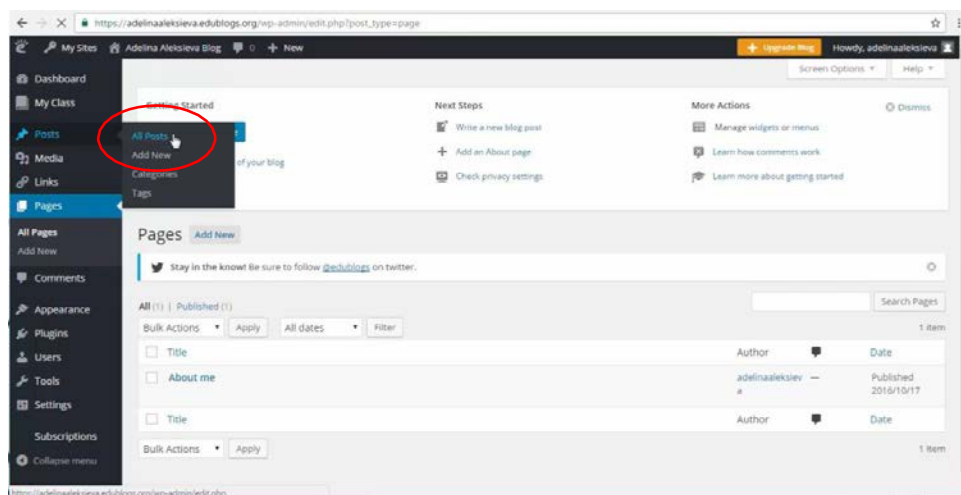 https://adelinaaleksieva.edublogs.org/wp-admin/edit.php?post_type=page
My Sites Adelina Aleksieva Blog 0 + New Upgrade Blog Howdy, adelinaaleksieva
Screen Options Help
Dashboard
My Class
Posts
Media
Links
Pages
All Pages
Add New
Comments
Appearance
Plugins
Users
Tools
Settings
Subscriptions
Collapse menu
All Posts
Add New
Categories
Tags
Getting Started
of your blog
Next Steps
Write a new blog post
Add an About page
Check privacy settings
More Actions
Manage widgets or menus
Learn how comments work
Learn more about getting started
Dismiss
Pages Add New
Stay in the know! Be sure to follow @edublogs on twitter.
All (1) | Published (1)
Search Pages
Bulk Actions Apply All dates Filter 1 item
Title Author Date
About me adelinaaleksiev — Published
a 2016/10/17
Title Author Date
Bulk Actions Apply 1 item
https://adelinaaleksieva.edublogs.org/wp-admin/edit.php